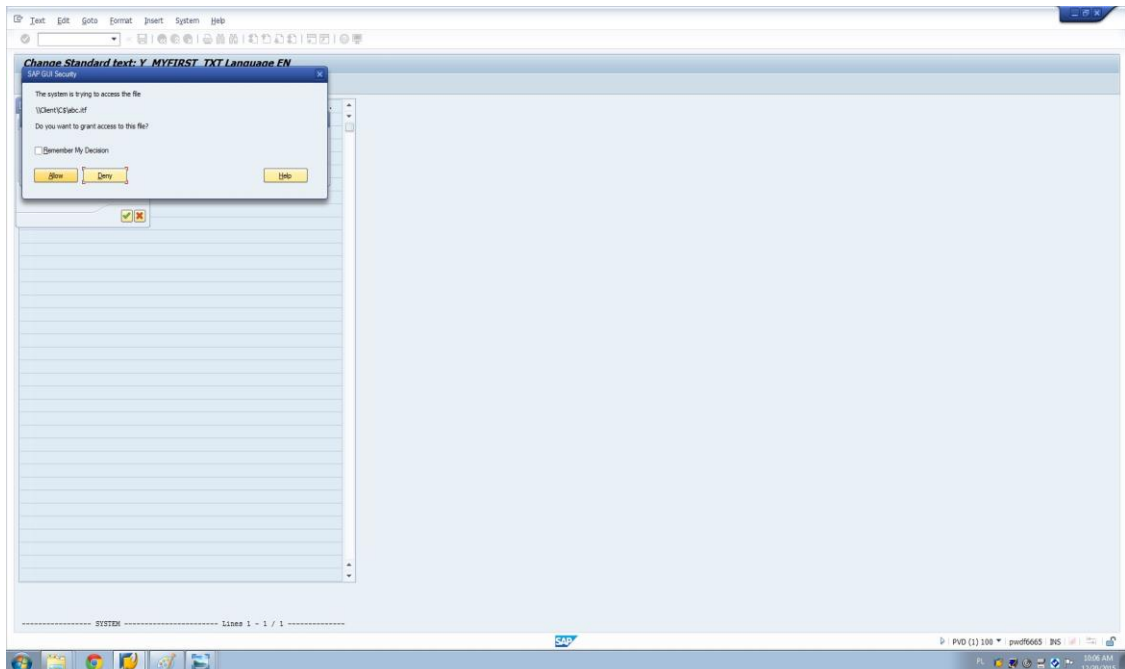 Text Edit Goto Format Insert System Help
Change Standard text: Y_MYFIRST_TXT Language EN
SAP GUI Security
The system is trying to access the file
\\Client\C$\abc.itf
Do you want to grant access to this file?
Remember My Decision
Allow Deny Help
---------------- SYSTEM ---------------------- Lines 1 - 1 / 1 --------------
SAP
PVD (1) 100 pwdf6665 INS
PL 10:06 AM